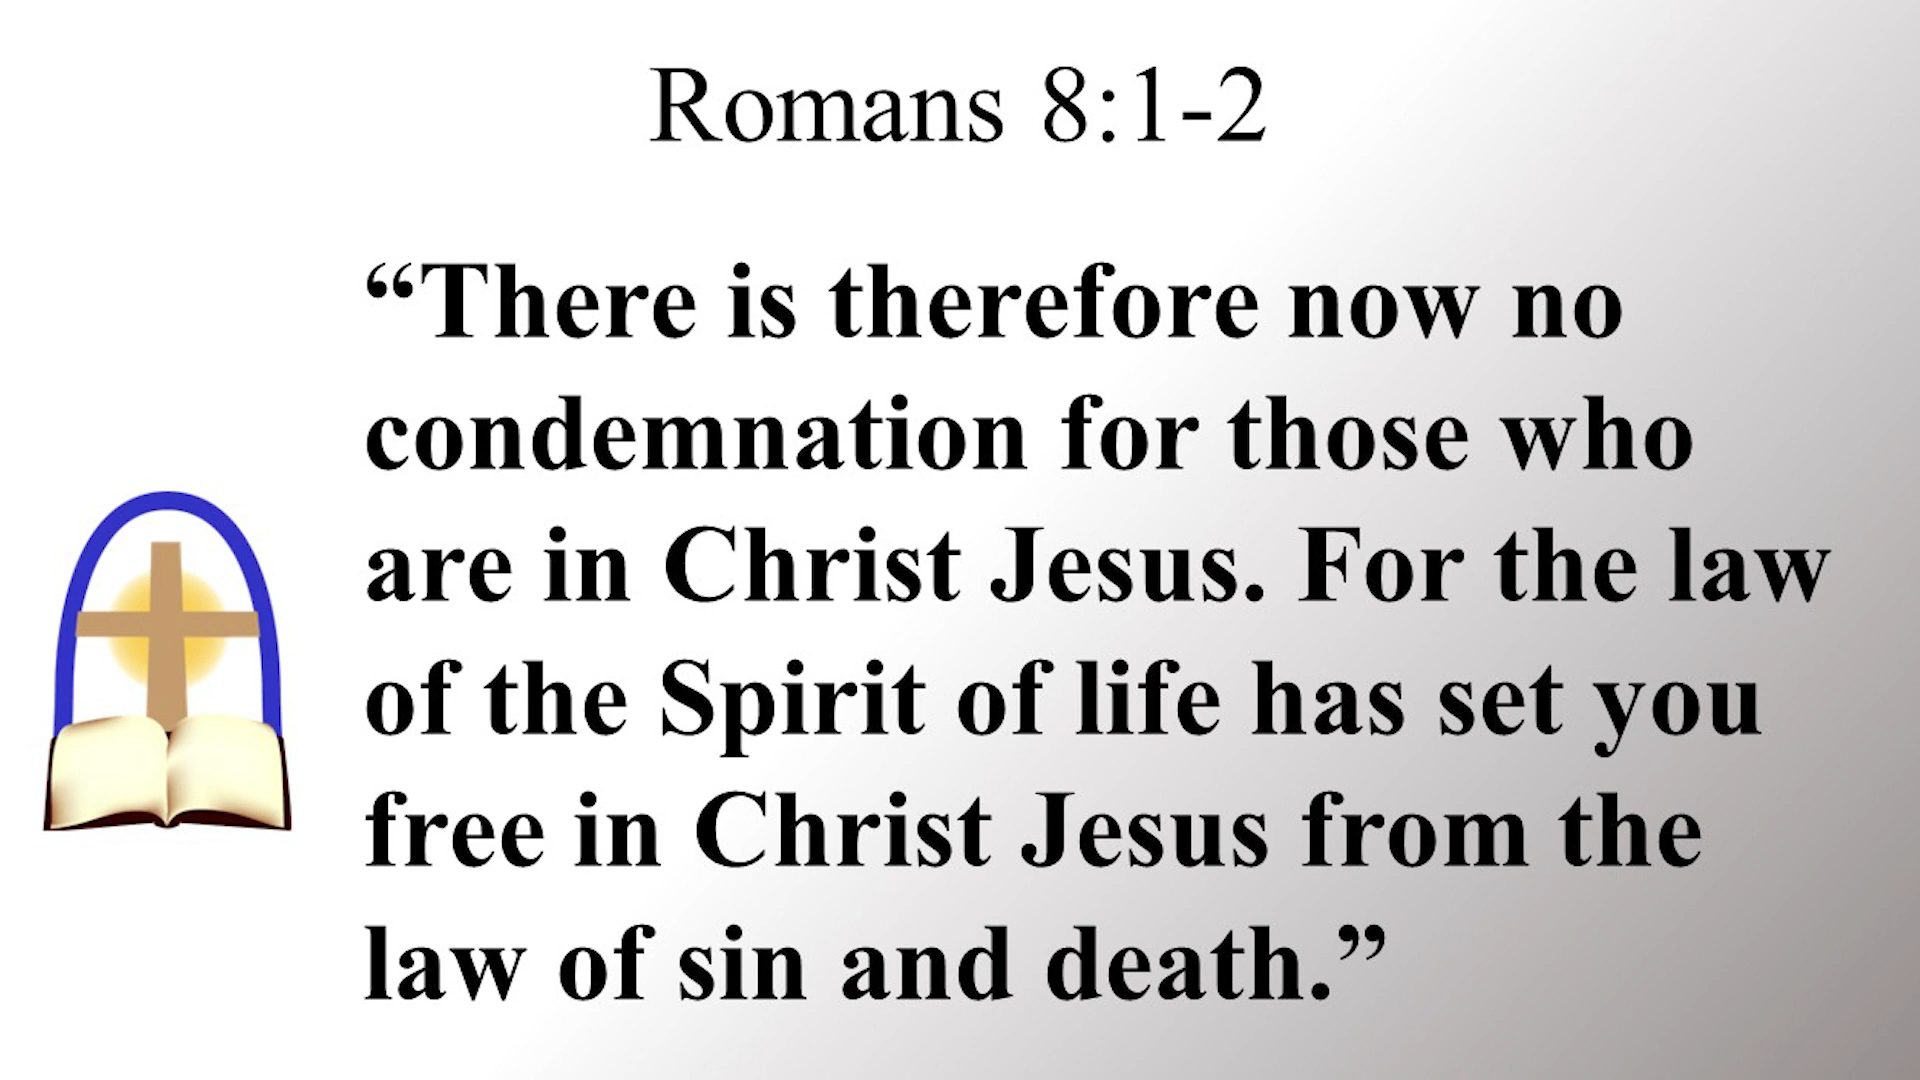 Romans 8:1-2
“There is therefore now no
condemnation for those who
are in Christ Jesus. For the law
of the Spirit of life has set you
free in Christ Jesus from the
law of sin and death.”